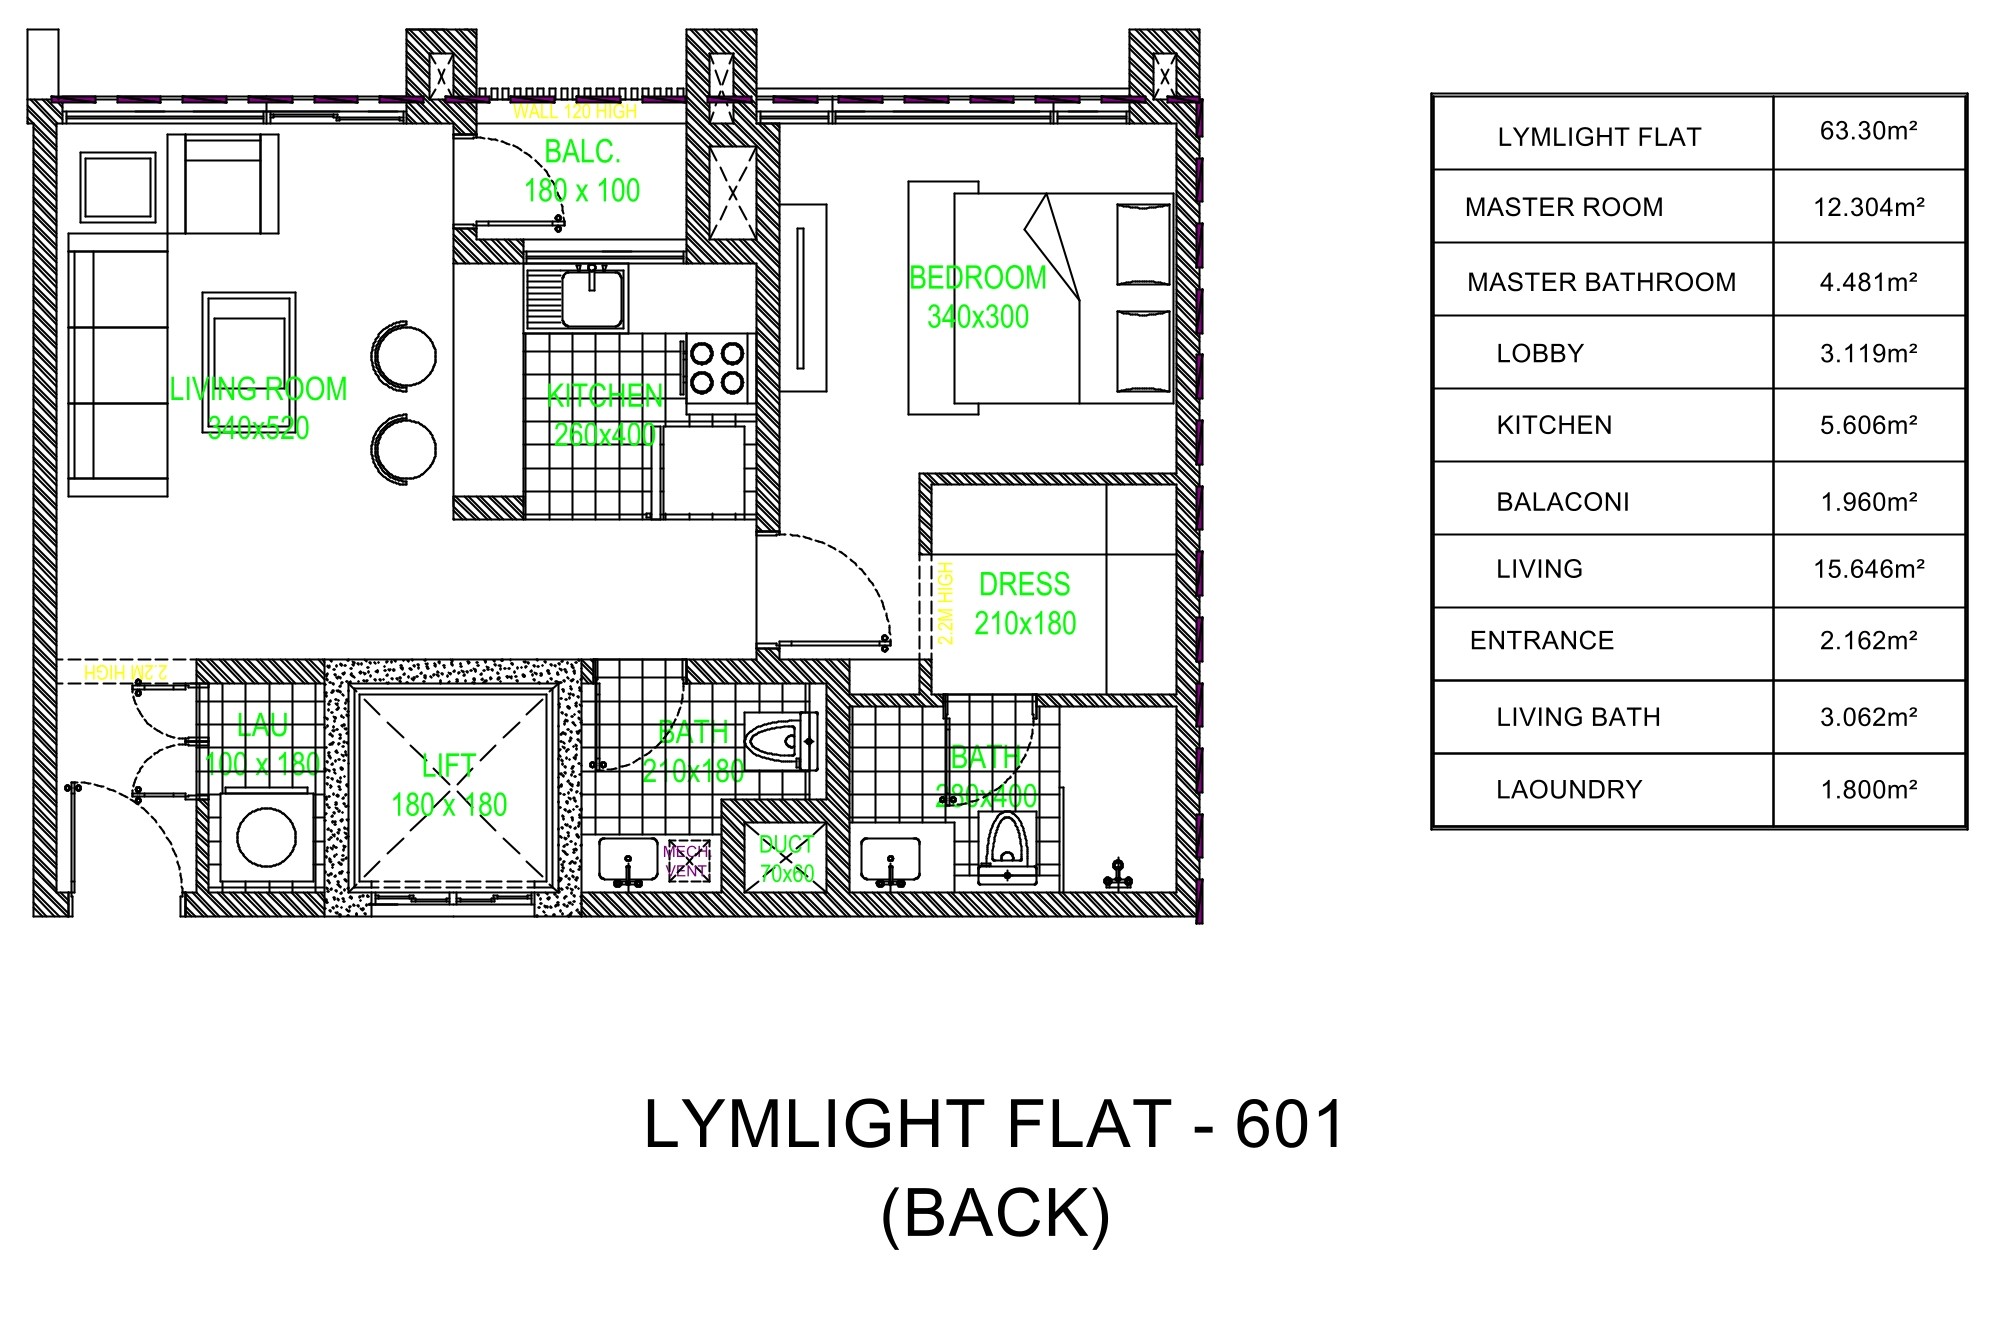 WALL 120 HIGH
BALC.
180 x 100
BEDROOM
340x300
LIVING ROOM
340x520
KITCHEN
260x400
DRESS
210x180
2.2M HIGH
2.2M HIGH
LAU
100 x 180
LIFT
180 x 180
BATH
210x180
BATH
280x400
MECH.
VENT
DUCT
70x60
LYMLIGHT FLAT 63.30m²
MASTER ROOM 12.304m²
MASTER BATHROOM 4.481m²
LOBBY 3.119m²
KITCHEN 5.606m²
BALACONI 1.960m²
LIVING 15.646m²
ENTRANCE 2.162m²
LIVING BATH 3.062m²
LAOUNDRY 1.800m²
LYMLIGHT FLAT - 601
(BACK)